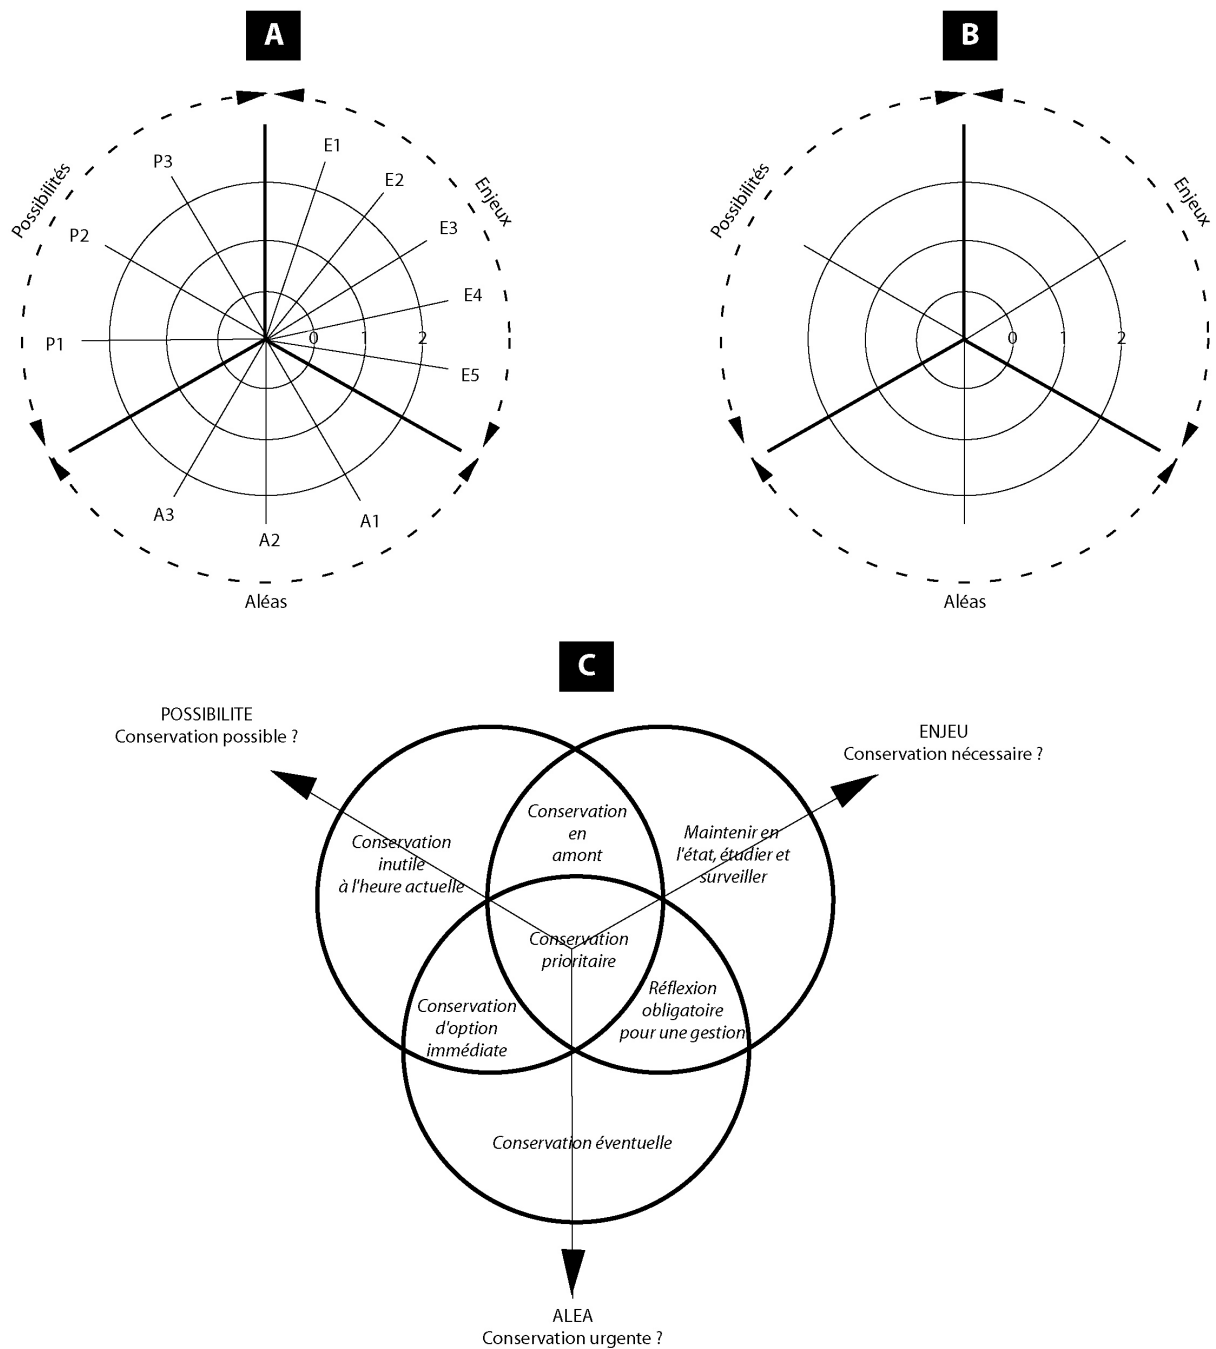 A
B
Possibilités
P3
P2
P1
E1
E2
E3
E4
E5
Enjeux
0
1
2
A3
A2
A1
Aléas
Possibilités
Enjeux
0
1
2
Aléas
C
POSSIBILITE
Conservation possible ?
ENJEU
Conservation nécessaire ?
Conservation
en
amont
Conservation
inutile
à l'heure actuelle
Maintenir en
l'état, étudier et
surveiller
Conservation
prioritaire
Conservation
d'option
immédiate
Réflexion
obligatoire
pour une gestion
Conservation éventuelle
ALEA
Conservation urgente ?